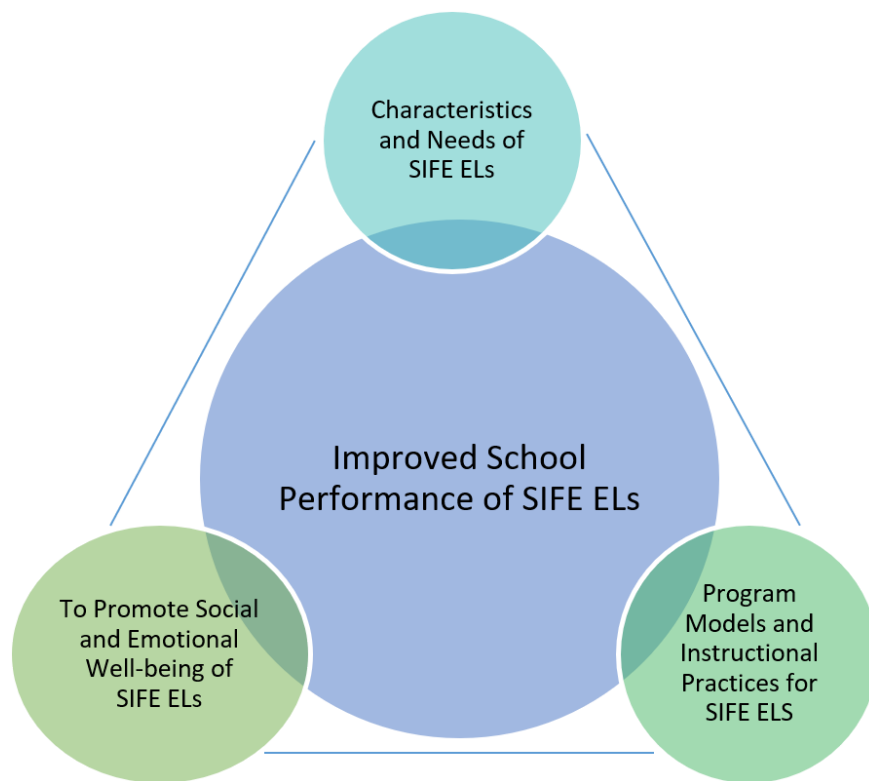 Characteristics
and Needs of
SIFE ELs
Improved School
Performance of SIFE ELs
To Promote Social
and Emotional
Well-being of
SIFE ELs
Program
Models and
Instructional
Practices for
SIFE ELS